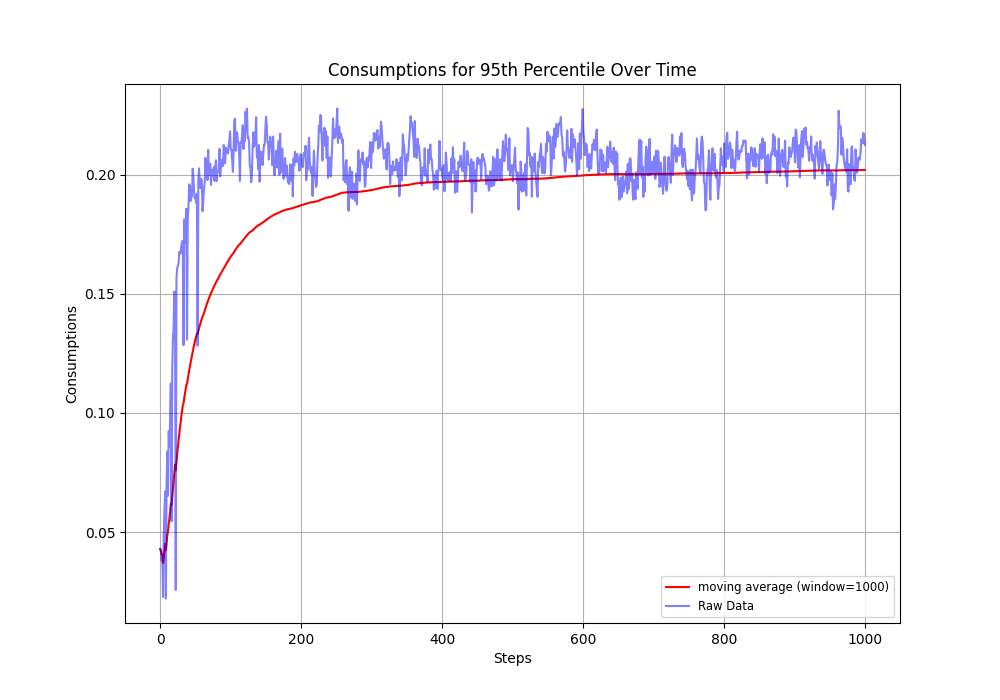 Consumptions for 95th Percentile Over Time
Consumptions
0.20
0.15
0.10
0.05
0
200
400
600
800
1000
Steps
moving average (window=1000)
Raw Data